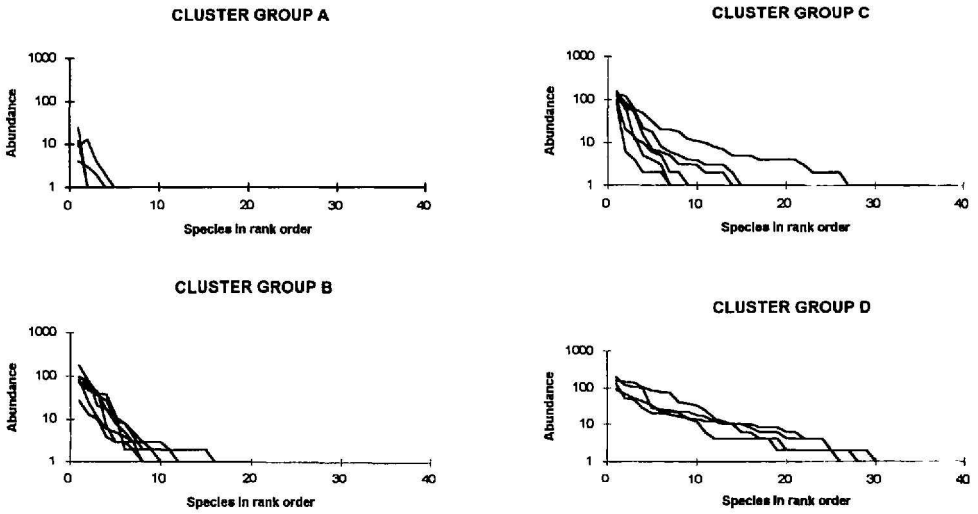 CLUSTER GROUP A
1000
100
10
1
Abundance
0 10 20 30 40
Species in rank order
CLUSTER GROUP B
1000
100
10
1
Abundance
0 10 20 30 40
Species in rank order
CLUSTER GROUP C
1000
100
10
1
Abundance
0 10 20 30 40
Species in rank order
CLUSTER GROUP D
1000
100
10
1
Abundance
0 10 20 30 40
Species in rank order